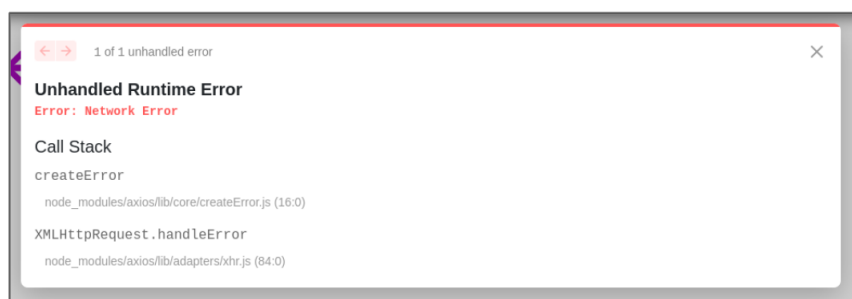 1 of 1 unhandled error
Unhandled Runtime Error
Error: Network Error
Call Stack
createError
node_modules/axios/lib/core/createError.js (16:0)
XMLHttpRequest.handleError
node_modules/axios/lib/adapters/xhr.js (84:0)